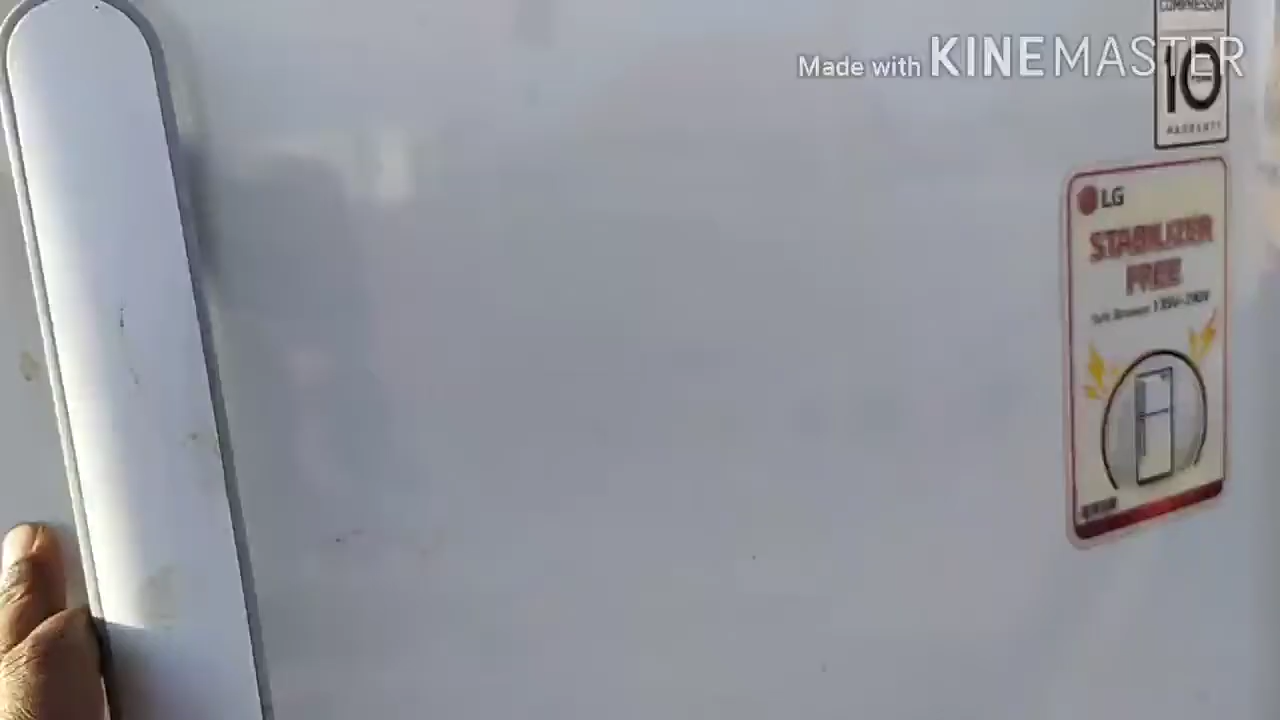 COMPRESSOR
Made with KINEMASTER
10
WARRANTY
LG
STABILIZER
FREE